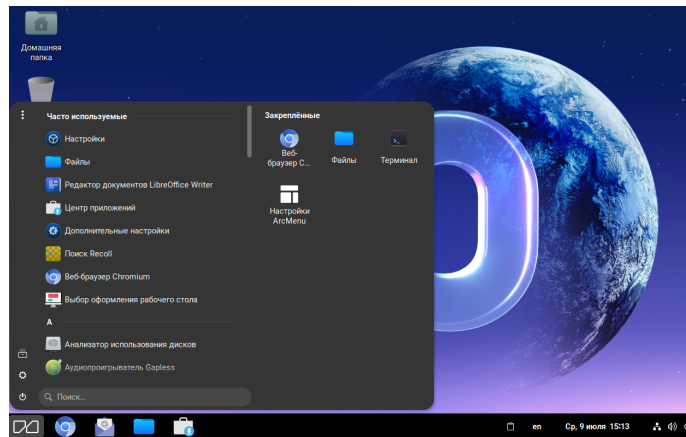 Домашняя
папка
Часто используемые
Настройки
Файлы
Редактор документов LibreOffice Writer
Центр приложений
Дополнительные настройки
Поиск Recoll
Веб-браузер Chromium
Выбор оформления рабочего стола
А
Анализатор использования дисков
Аудиопроигрыватель Gapless
Поиск...
Закреплённые
Веб-
браузер C...
Файлы
Терминал
Настройки
ArcMenu
en
Ср, 9 июля 15:13